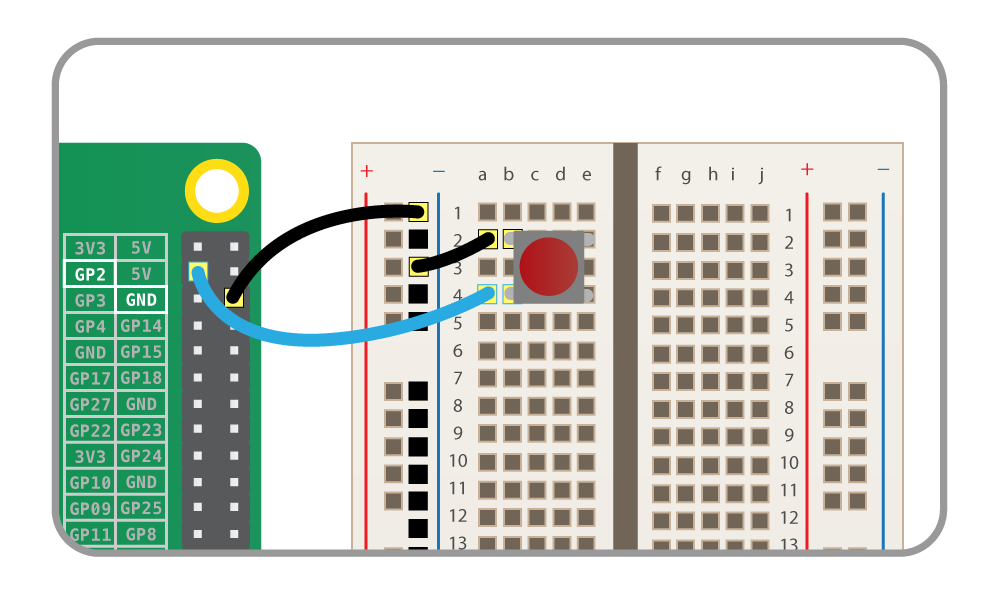 + − a b c d e f g h i j + −
1 1
2 2
3 3
4 4
5 5
6 6
7 7
8 8
9 9
10 10
11 11
12 12
13 13
3V3 5V
GP2 5V
GP3 GND
GP4 GP14
GND GP15
GP17 GP18
GP27 GND
GP22 GP23
3V3 GP24
GP10 GND
GP09 GP25
GP11 GP8